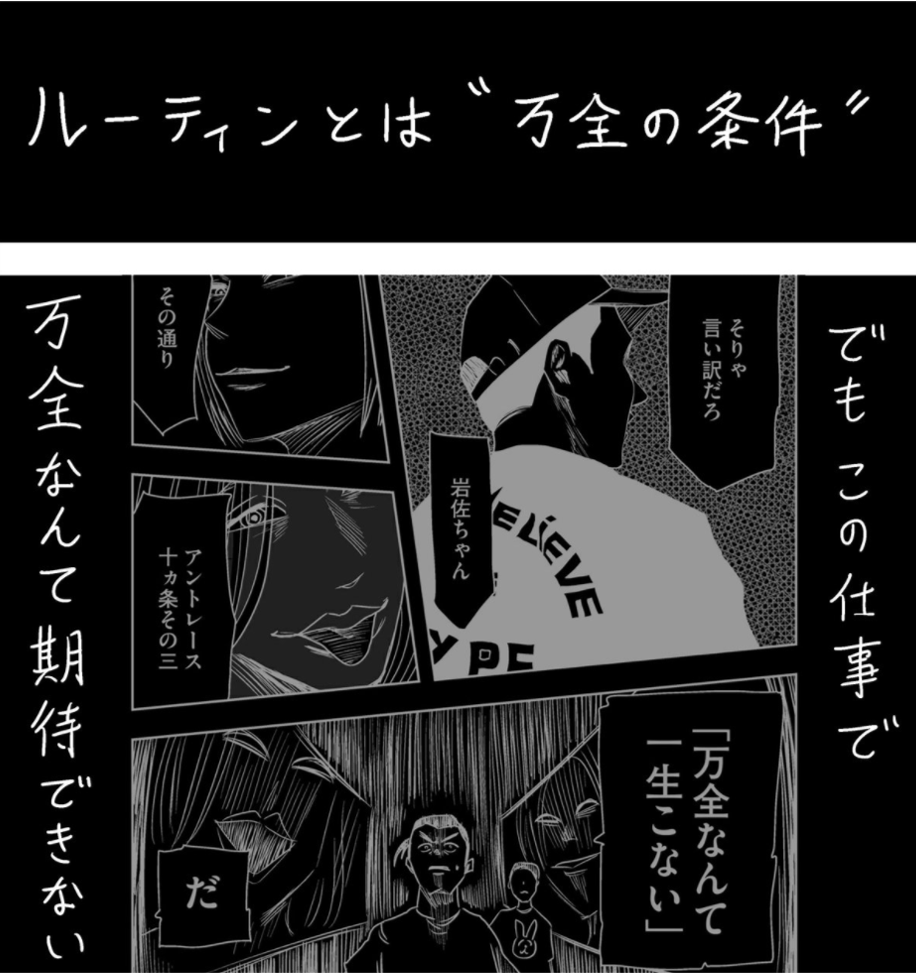 ルーティンとは〝万全の条件〟
でもこの仕事で
そりゃ
言い訳だろ
岩佐ちゃん
ELIEVE
YPE
その通り
アントレース
十ヵ条その三
「万全なんて
一生こない」
だ
万全なんて期待できない